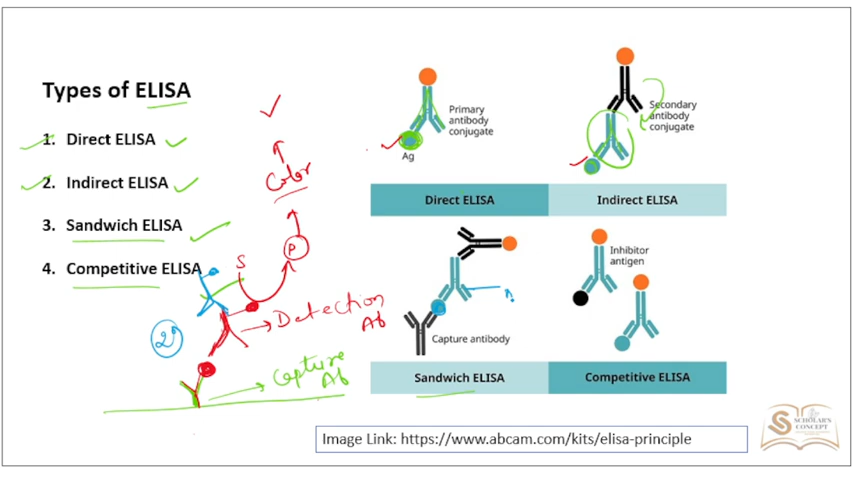 Types of ELISA
1. Direct ELISA
2. Indirect ELISA
3. Sandwich ELISA
4. Competitive ELISA
Color
P
S
Detection
Ab
2°
Capture
Ab
Primary
antibody
conjugate
Ag
Direct ELISA
Secondary
antibody
conjugate
Indirect ELISA
Capture antibody
Sandwich ELISA
Inhibitor
antigen
Competitive ELISA
Image Link: https://www.abcam.com/kits/elisa-principle
SCHOLAR'S
CONCEPT